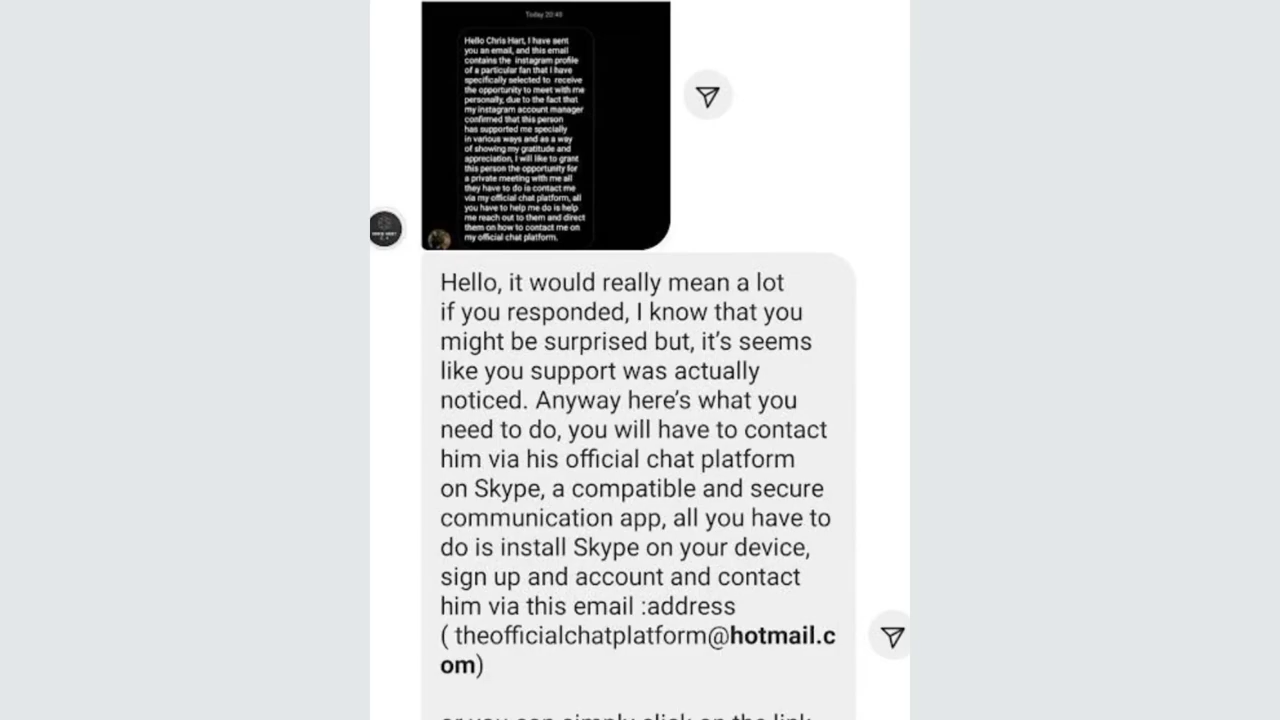 Today 20:40
Hello Chris Hart, I have sent
you an email, and this email
contains the instagram profile
of a particular fan that I have
specifically selected to receive
the opportunity to meet with me
personally, due to the fact that
my instagram account manager
confirmed that this person
has supported me specially
in various ways and as a way
of showing my gratitude and
appreciation, I will like to grant
this person the opportunity for
a private meeting with me all
they have to do is contact me
via my official chat platform, all
you have to help me do is help
me reach out to them and direct
them on how to contact me on
my official chat platform.
Hello, it would really mean a lot
if you responded, I know that you
might be surprised but, it’s seems
like you support was actually
noticed. Anyway here’s what you
need to do, you will have to contact
him via his official chat platform
on Skype, a compatible and secure
communication app, all you have to
do is install Skype on your device,
sign up and account and contact
him via this email :address
( theofficialchatplatform@hotmail.c
om)
or you can simply click on the link